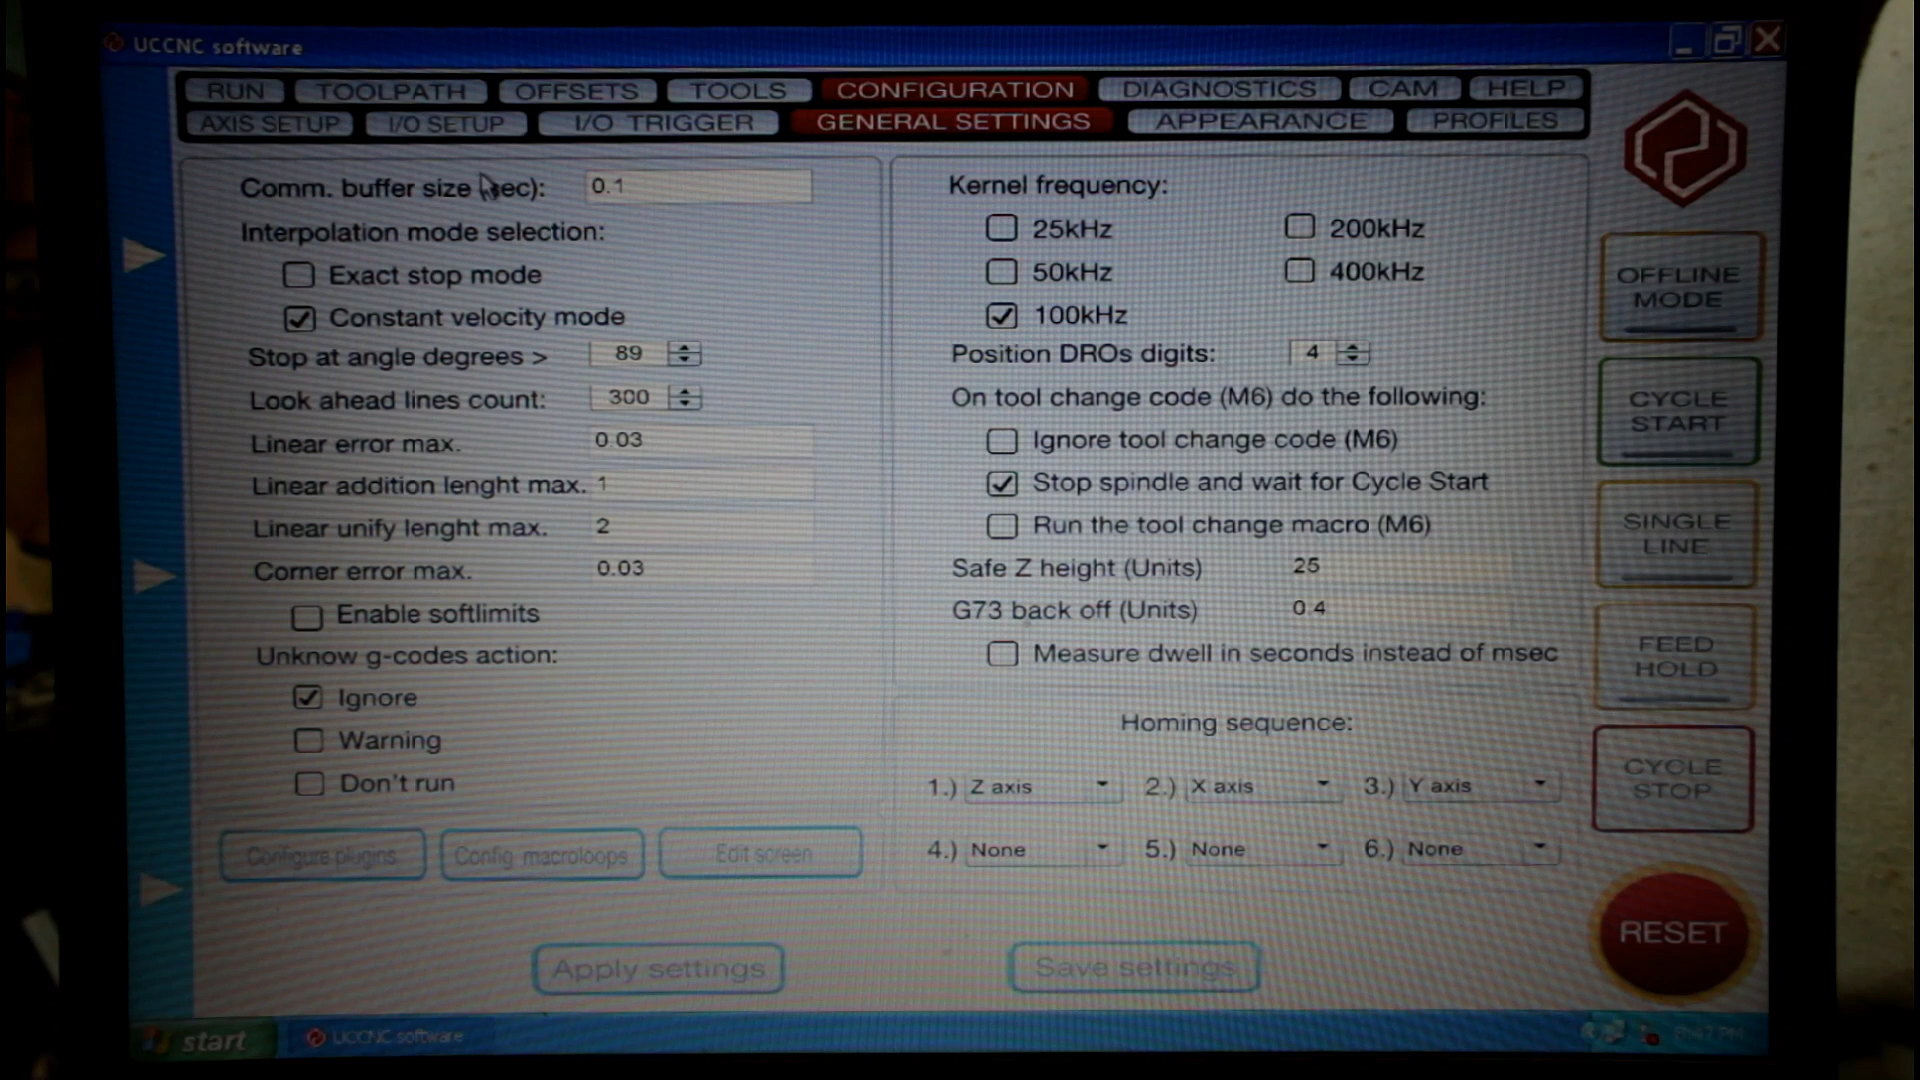 UCCNC software
RUN TOOLPATH OFFSETS TOOLS CONFIGURATION DIAGNOSTICS CAM HELP
AXIS SETUP I/O SETUP I/O TRIGGER GENERAL SETTINGS APPEARANCE PROFILES
Comm. buffer size (sec): 0.1
Interpolation mode selection:
Exact stop mode
Constant velocity mode
Stop at angle degrees > 89
Look ahead lines count: 300
Linear error max. 0.03
Linear addition lenght max. 1
Linear unify lenght max. 2
Corner error max. 0.03
Enable softlimits
Unknow g-codes action:
Ignore
Warning
Don't run
Configure plugins Config. macroloops Edit screen
Kernel frequency:
25kHz 200kHz
50kHz 400kHz
100kHz
Position DROs digits: 4
On tool change code (M6) do the following:
Ignore tool change code (M6)
Stop spindle and wait for Cycle Start
Run the tool change macro (M6)
Safe Z height (Units) 25
G73 back off (Units) 0.4
Measure dwell in seconds instead of msec
Homing sequence:
1.) Z axis 2.) X axis 3.) Y axis
4.) None 5.) None 6.) None
Apply settings Save settings
OFFLINE
MODE
CYCLE
START
SINGLE
LINE
FEED
HOLD
CYCLE
STOP
RESET
start UCCNC software